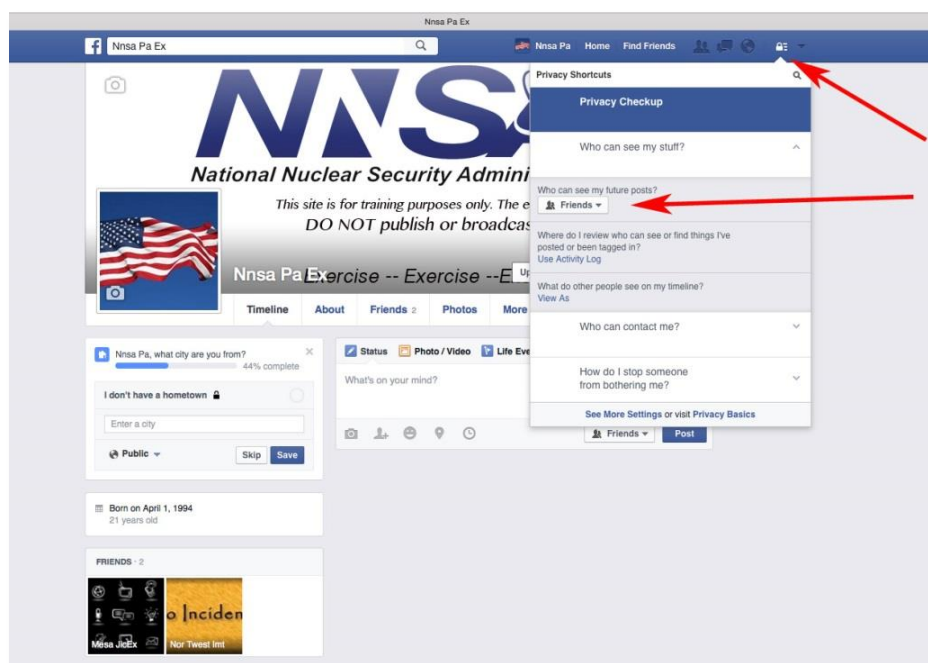 Nnsa Pa Ex
Nnsa Pa Ex
Nnsa Pa Home Find Friends
Privacy Shortcuts
Privacy Checkup
Who can see my stuff?
Who can see my future posts?
Friends
Where do I review who can see or find things I've
posted or been tagged in?
Use Activity Log
What do other people see on my timeline?
View As
Who can contact me?
How do I stop someone
from bothering me?
See More Settings or visit Privacy Basics
NNSA
National Nuclear Security Admini
This site is for training purposes only. The e
DO NOT publish or broadcas
Exercise -- Exercise --E
Nnsa Pa Ex
Up
Timeline About Friends 2 Photos More
Nnsa Pa, what city are you from?
44% complete
I don't have a hometown
Enter a city
Public Skip Save
Status Photo / Video Life Eve
What's on your mind?
Friends Post
Born on April 1, 1994
21 years old
FRIENDS · 2
o Inciden
Mesa JicEx
Nor Twest Imt